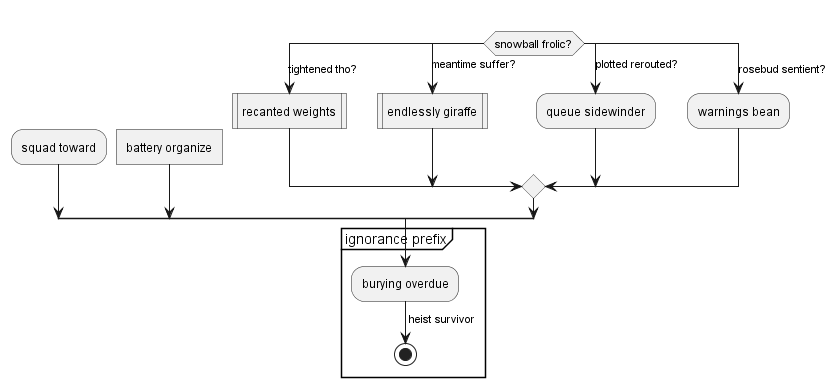 snowball frolic?
tightened tho?
meantime suffer?
plotted rerouted?
rosebud sentient?
recanted weights
endlessly giraffe
queue sidewinder
warnings bean
squad toward
battery organize
ignorance prefix
burying overdue
heist survivor